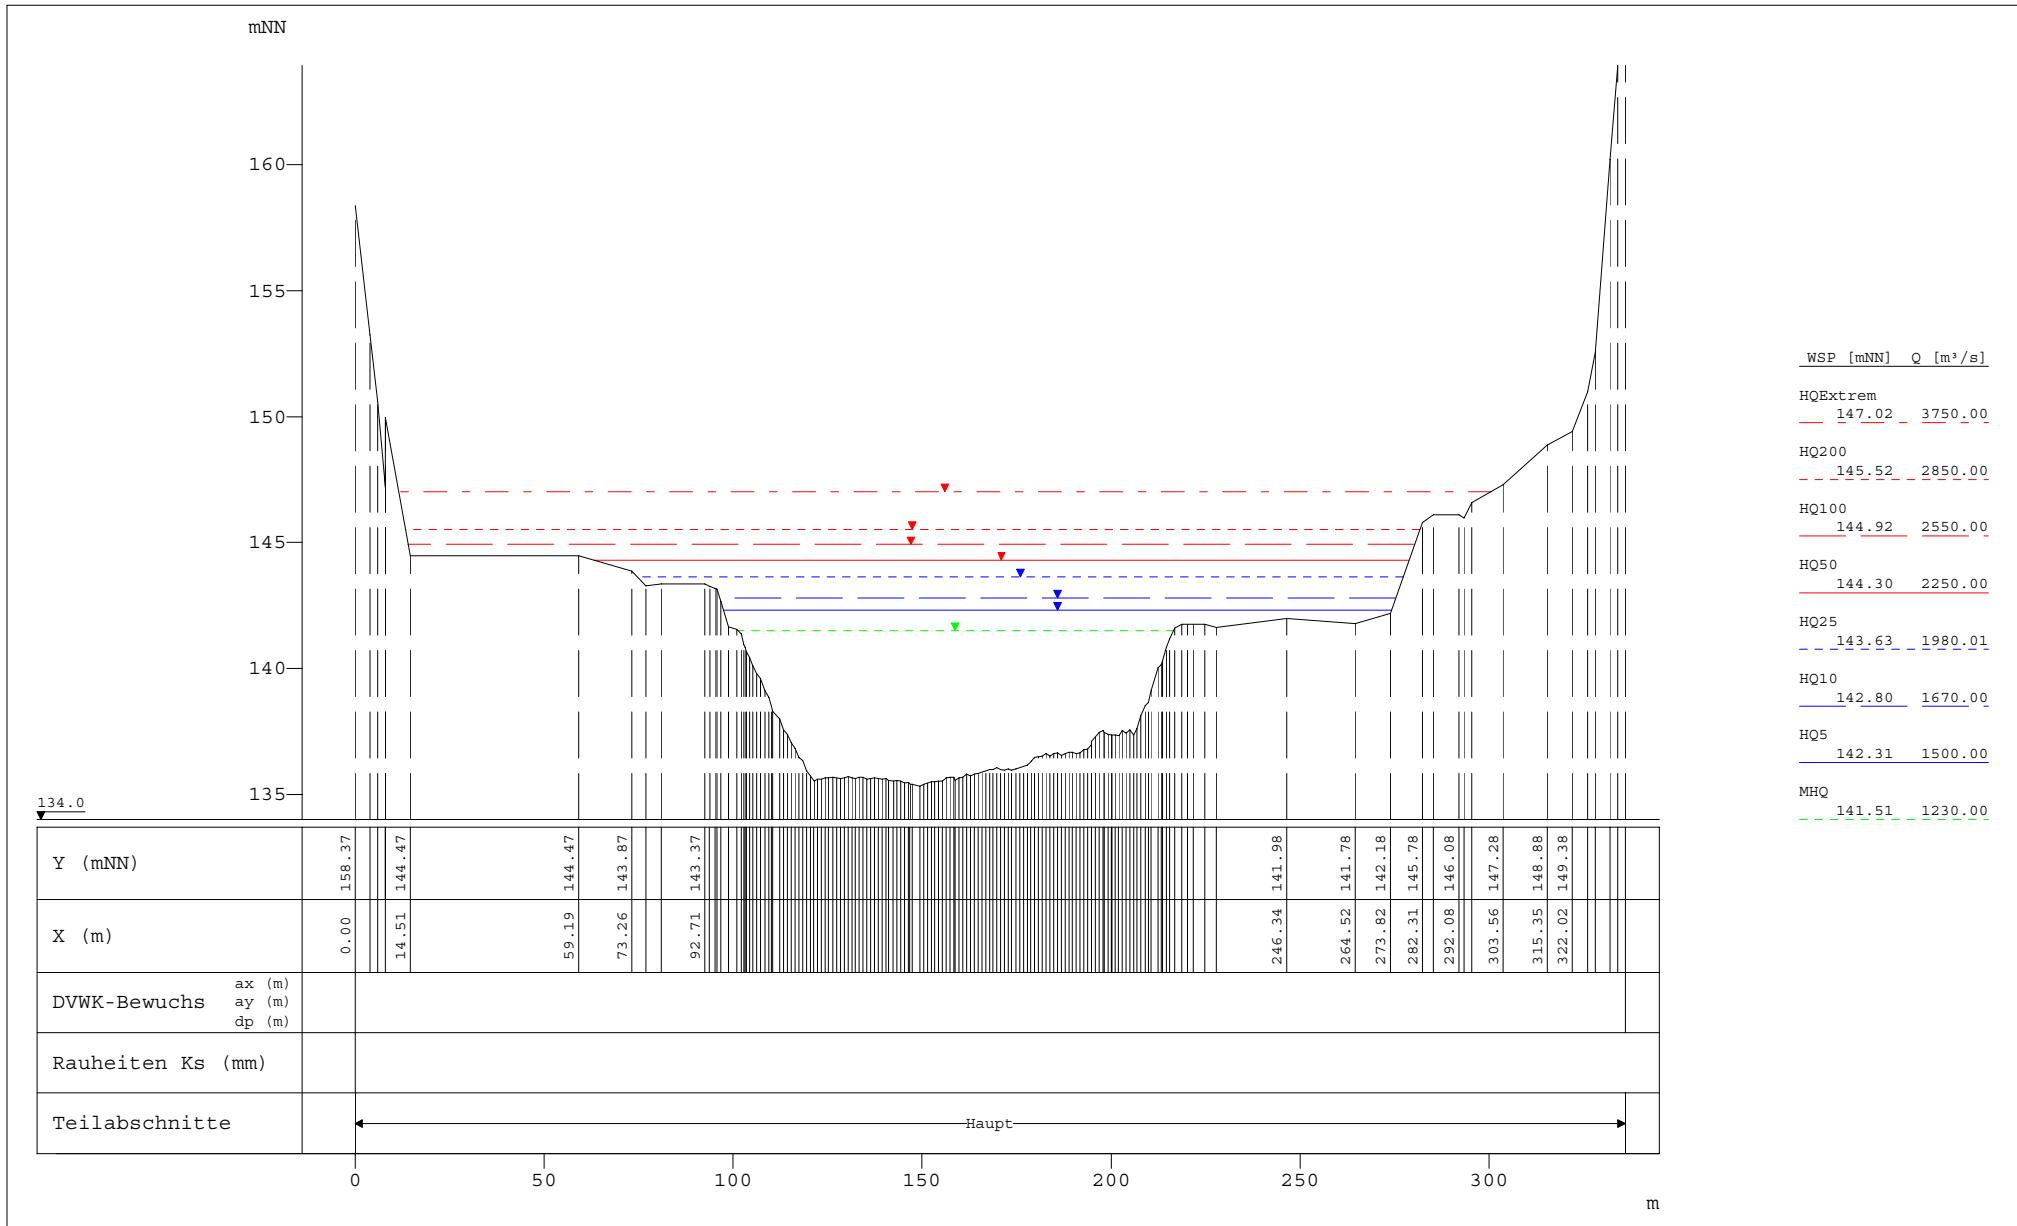 mNN
160
155
150
145
140
135
134.0
WSP [mNN] Q [m³/s]
HQExtrem
147.02 3750.00
HQ200
145.52 2850.00
HQ100
144.92 2550.00
HQ50
144.30 2250.00
HQ25
143.63 1980.01
HQ10
142.80 1670.00
HQ5
142.31 1500.00
MHQ
141.51 1230.00
Y (mNN) 158.37 144.47 144.47 143.87 143.37 141.98 141.78 142.18 145.78 146.08 147.28 148.88 149.38
X (m) 0.00 14.51 59.19 73.26 92.71 246.34 264.52 273.82 282.31 292.08 303.56 315.35 322.02
DVWK-Bewuchs
ax (m)
ay (m)
dp (m)
Rauheiten Ks (mm)
Teilabschnitte
Haupt
0 50 100 150 200 250 300
m